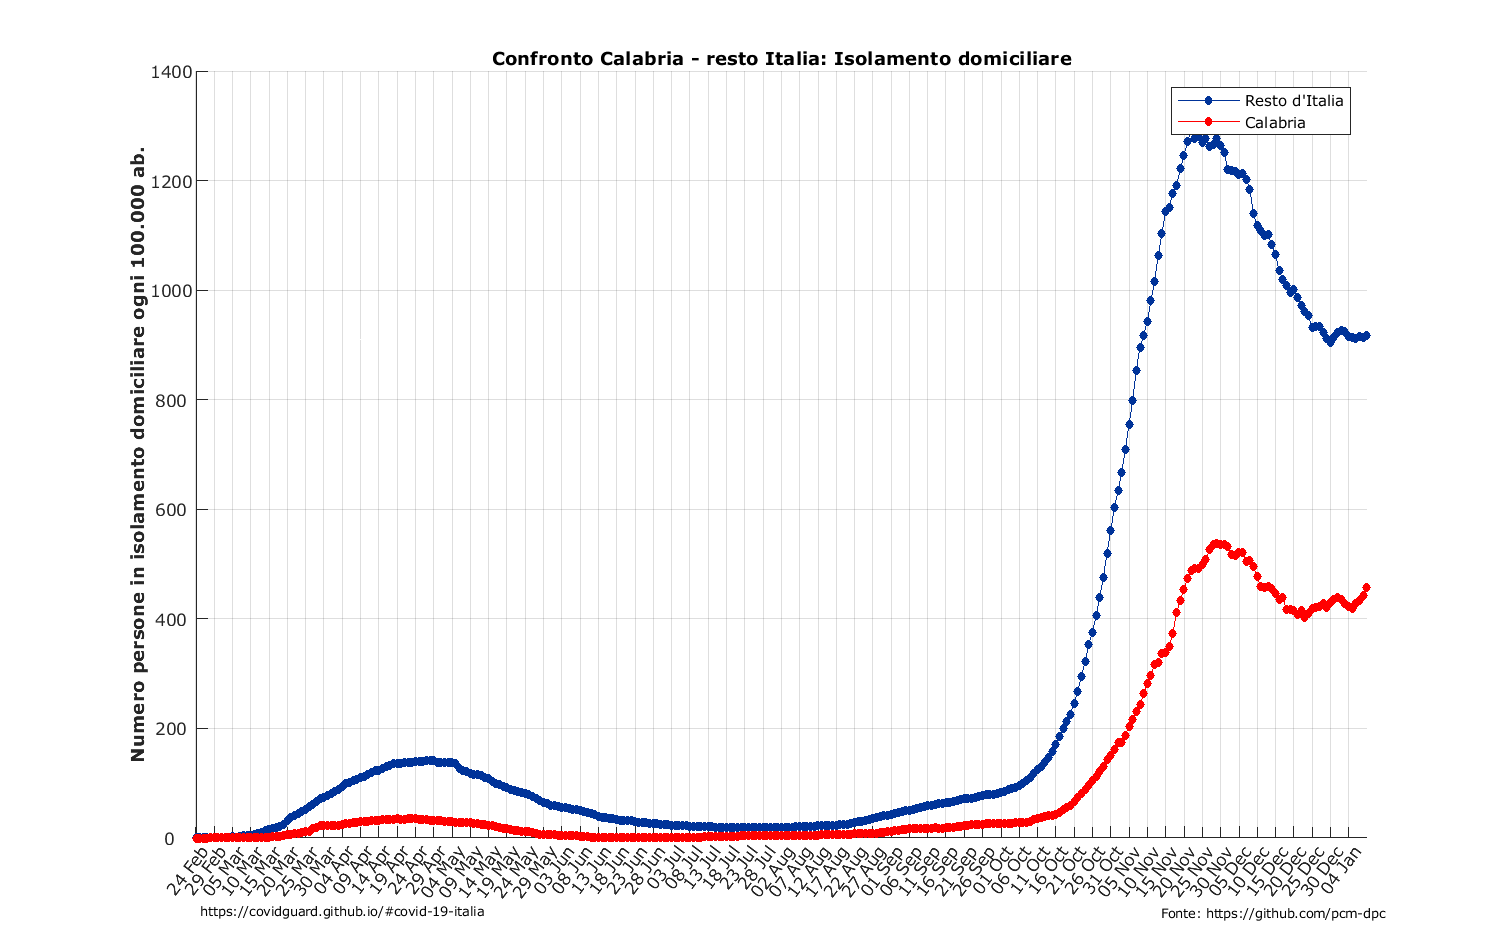 Confronto Calabria - resto Italia: Isolamento domiciliare
Numero persone in isolamento domiciliare ogni 100.000 ab.
1400
1200
1000
800
600
400
200
0
Resto d'Italia
Calabria
24 Feb
29 Feb
05 Mar
10 Mar
15 Mar
20 Mar
25 Mar
30 Mar
04 Apr
09 Apr
14 Apr
19 Apr
24 Apr
29 Apr
04 May
09 May
14 May
19 May
24 May
29 May
03 Jun
08 Jun
13 Jun
18 Jun
23 Jun
28 Jun
03 Jul
08 Jul
13 Jul
18 Jul
23 Jul
28 Jul
02 Aug
07 Aug
12 Aug
17 Aug
22 Aug
27 Aug
01 Sep
06 Sep
11 Sep
16 Sep
21 Sep
26 Sep
01 Oct
06 Oct
11 Oct
16 Oct
21 Oct
26 Oct
31 Oct
05 Nov
10 Nov
15 Nov
20 Nov
25 Nov
30 Nov
05 Dec
10 Dec
15 Dec
20 Dec
25 Dec
30 Dec
04 Jan
https://covidguard.github.io/#covid-19-italia
Fonte: https://github.com/pcm-dpc